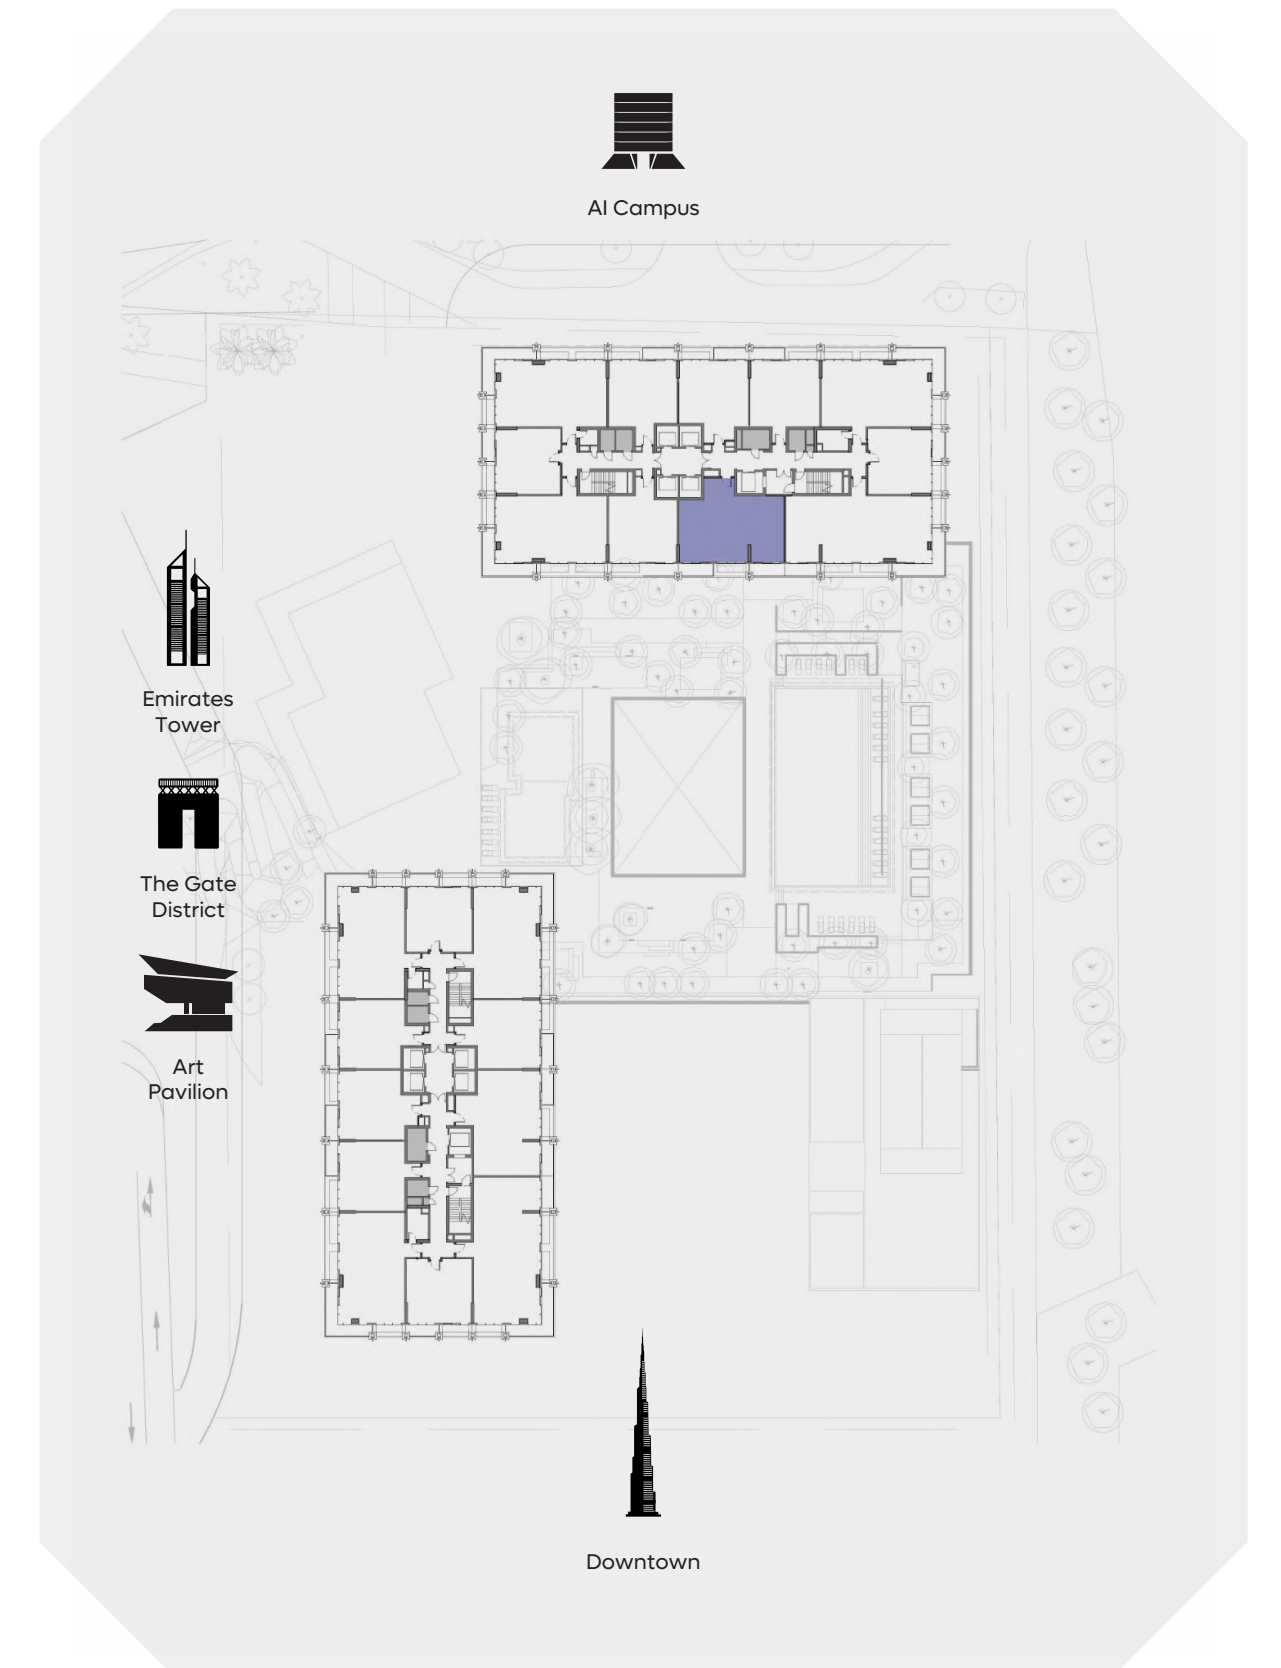 AI Campus
Emirates
Tower
The Gate
District
Art
Pavilion
Downtown